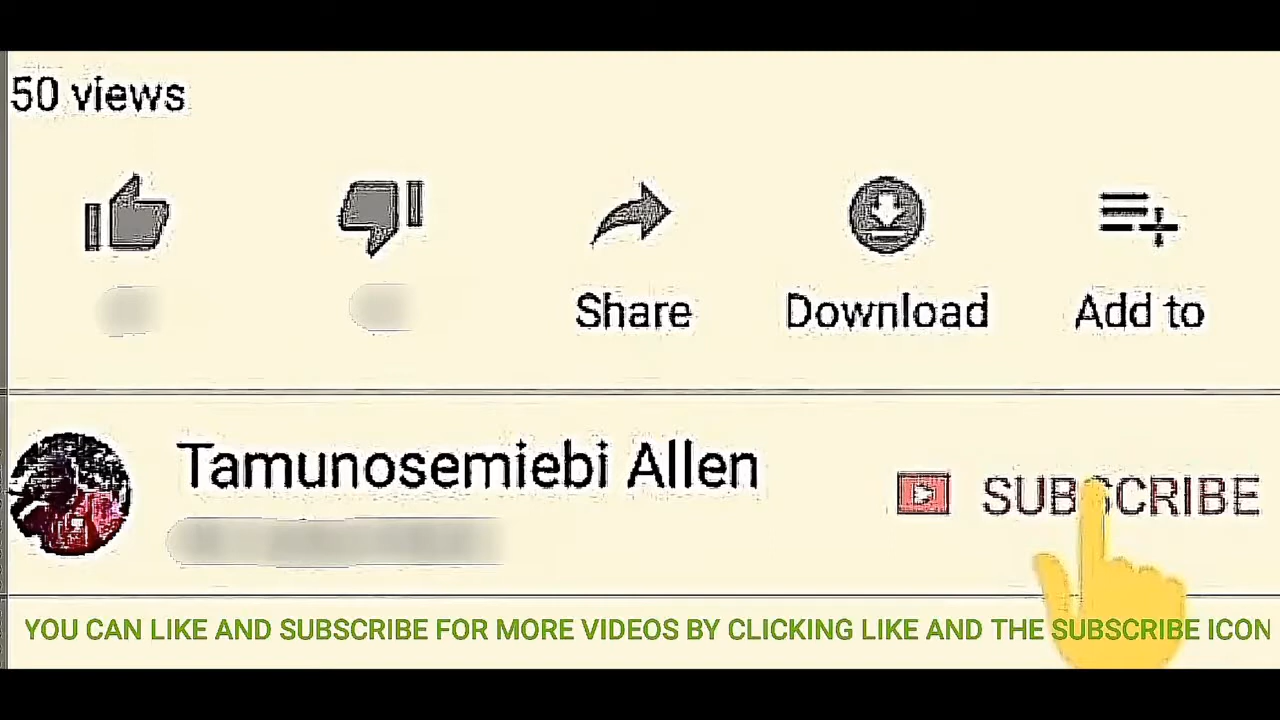 50 views
Share Download Add to
Tamunosemiebi Allen SUBSCRIBE
YOU CAN LIKE AND SUBSCRIBE FOR MORE VIDEOS BY CLICKING LIKE AND THE SUBSCRIBE ICON